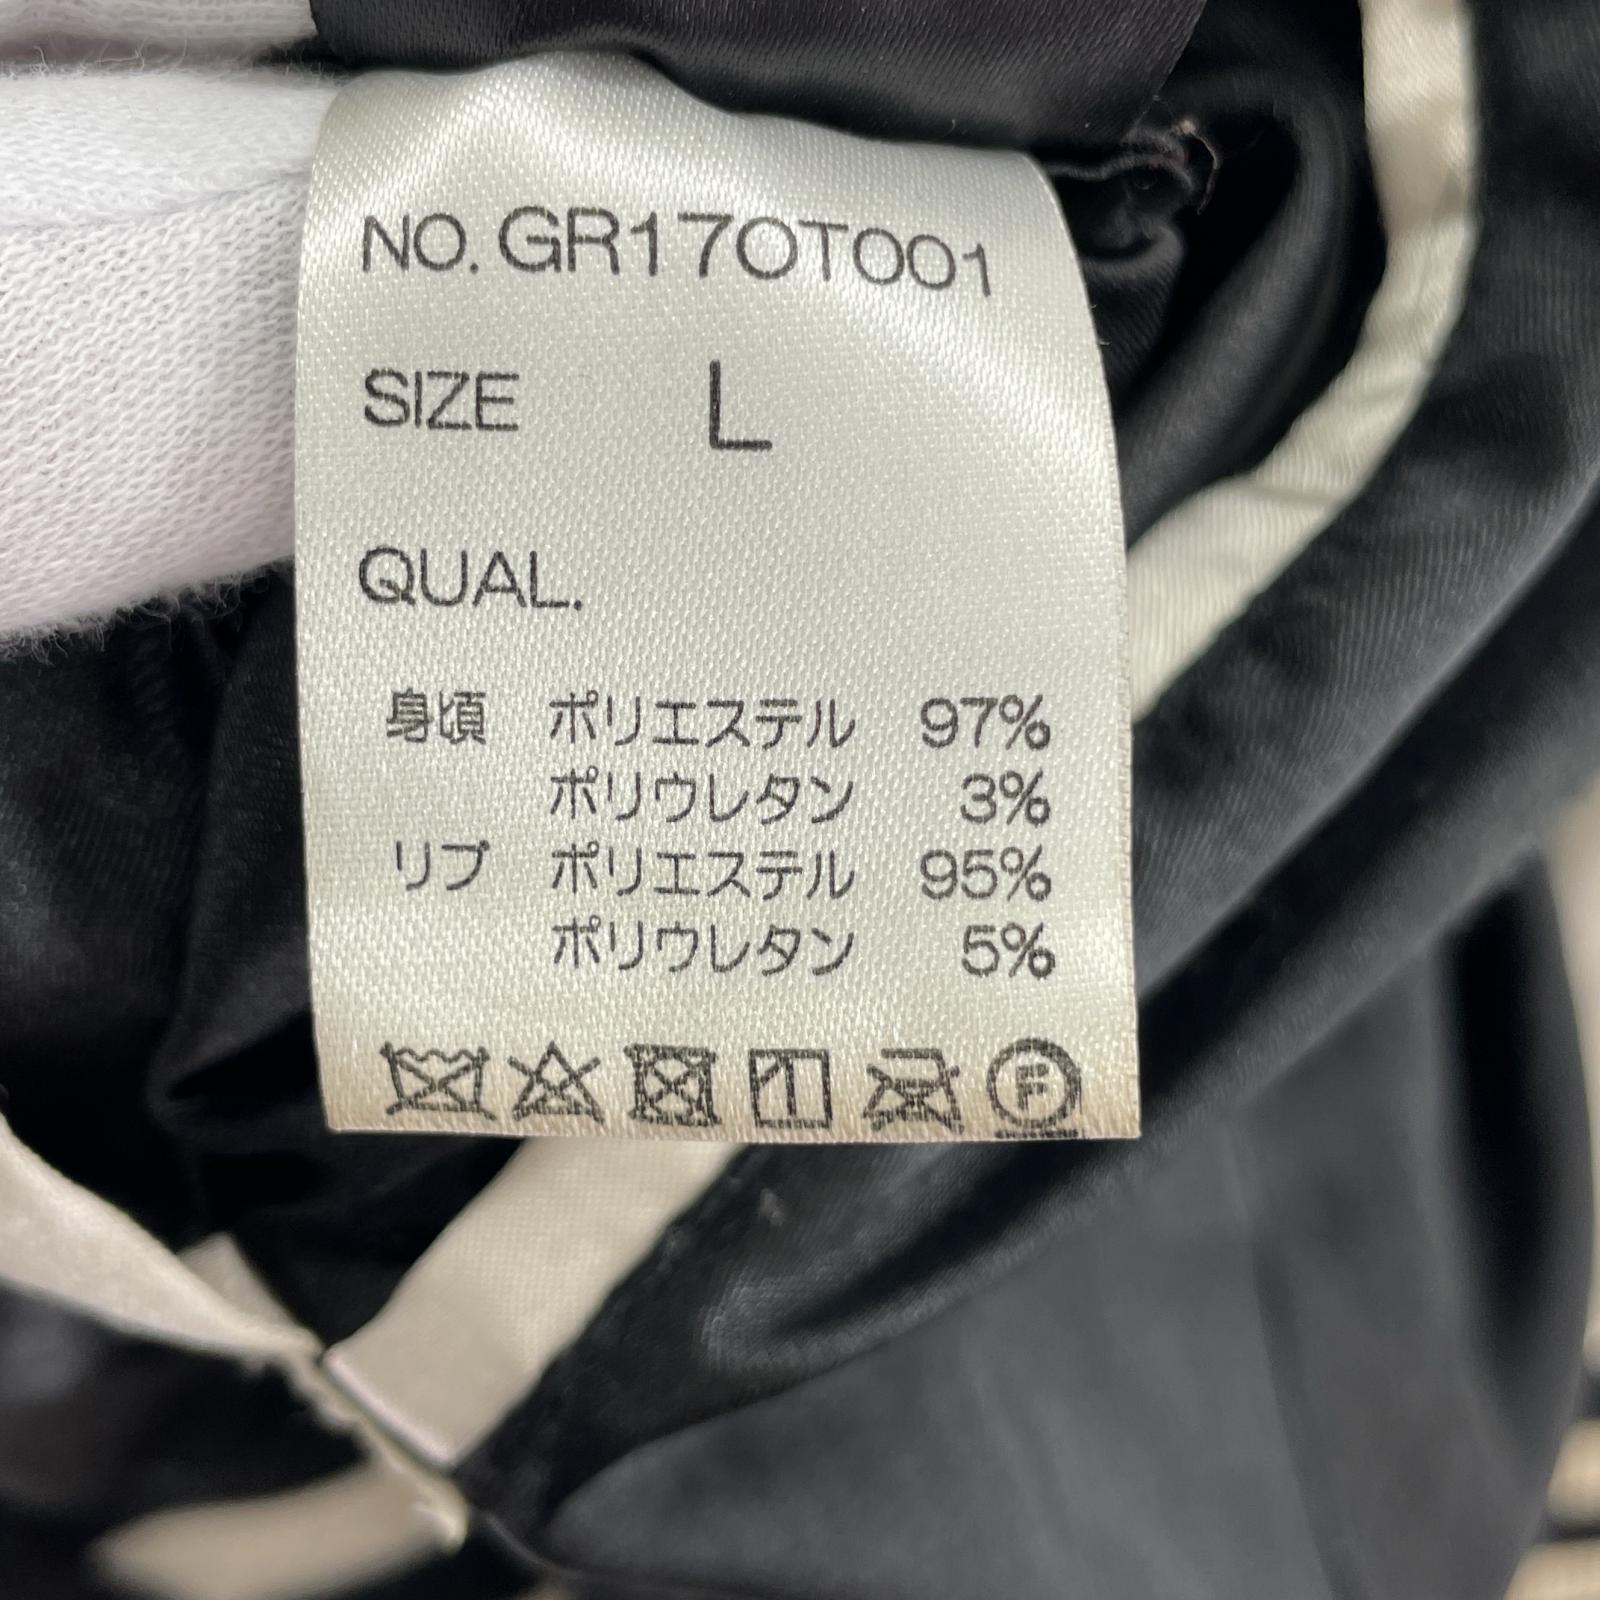 NO. GR17OT001
SIZE L
QUAL.
身頃 ポリエステル 97%
ポリウレタン 3%
リブ ポリエステル 95%
ポリウレタン 5%
F